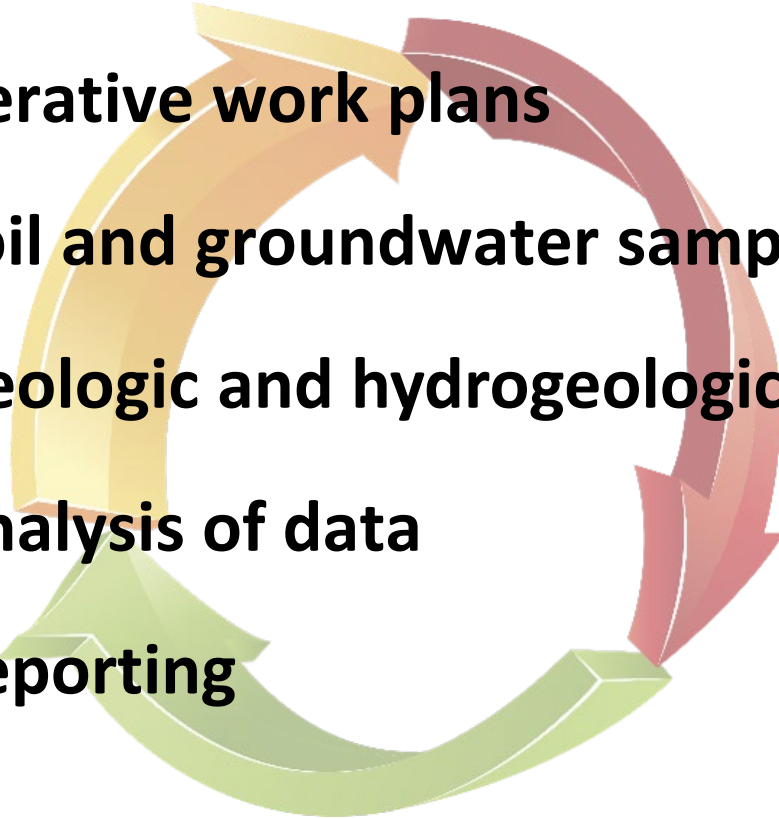 erative work plans
oil and groundwater samp
eologic and hydrogeologic
nalysis of data
eporting